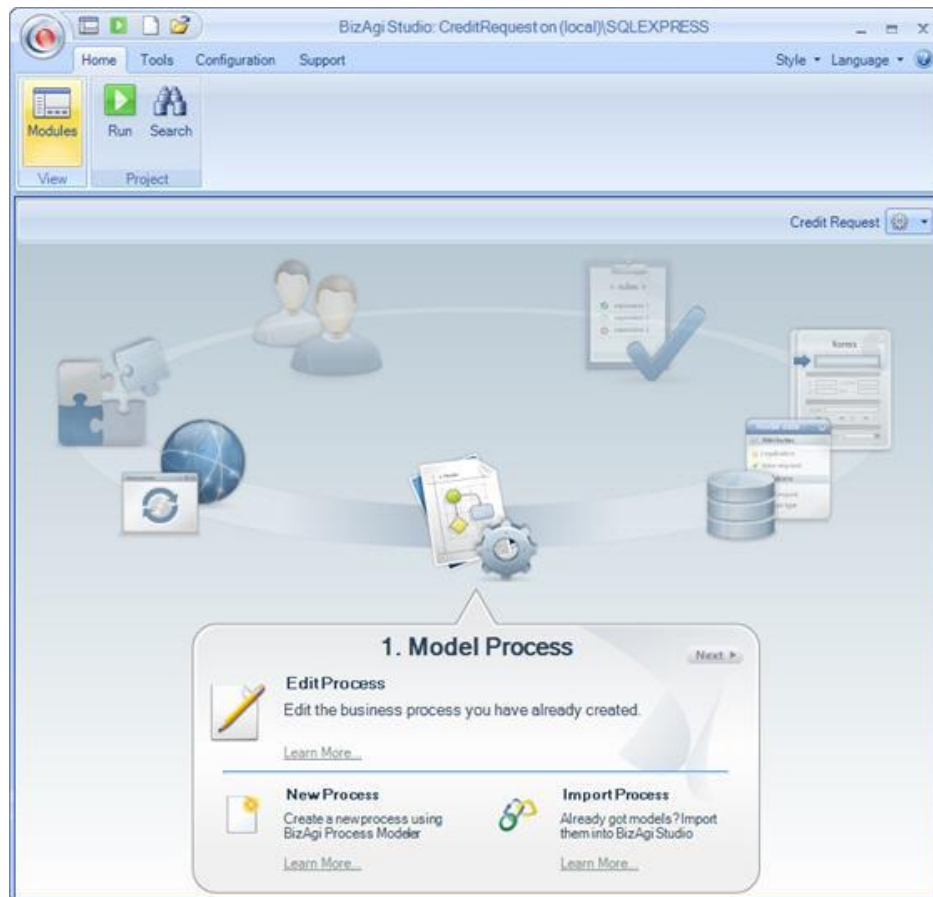 BizAgi Studio: CreditRequest on (local)\SQLEXPRESS
Home Tools Configuration Support Style Language
Modules Run Search
View Project
Credit Request
forms
1. Model Process
Next
Edit Process
Edit the business process you have already created.
Learn More...
New Process
Create a new process using
BizAgi Process Modeler
Learn More...
Import Process
Already got models? Import
them into BizAgi Studio
Learn More...